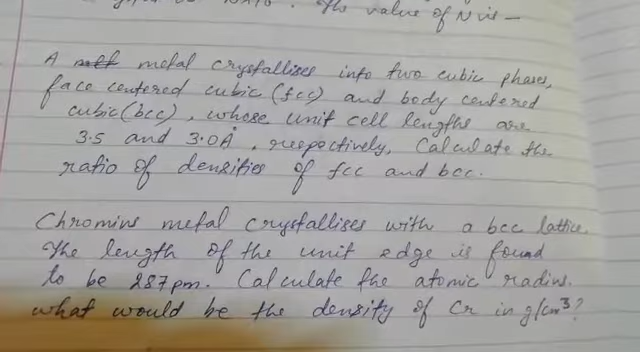 as NxA16. The value of N is —
A metal crystallises into two cubic phases,
face centered cubic (fcc) and body centered
cubic (bcc), whose unit cell lengths are
3.5 and 3.0Å, respectively. Calculate the
ratio of densities of fcc and bcc.
Chromins metal crystallises with a bcc lattice.
The length of the unit edge is found
to be 287pm. Calculate the atomic radius.
what would be the density of Cr in g/cm³?